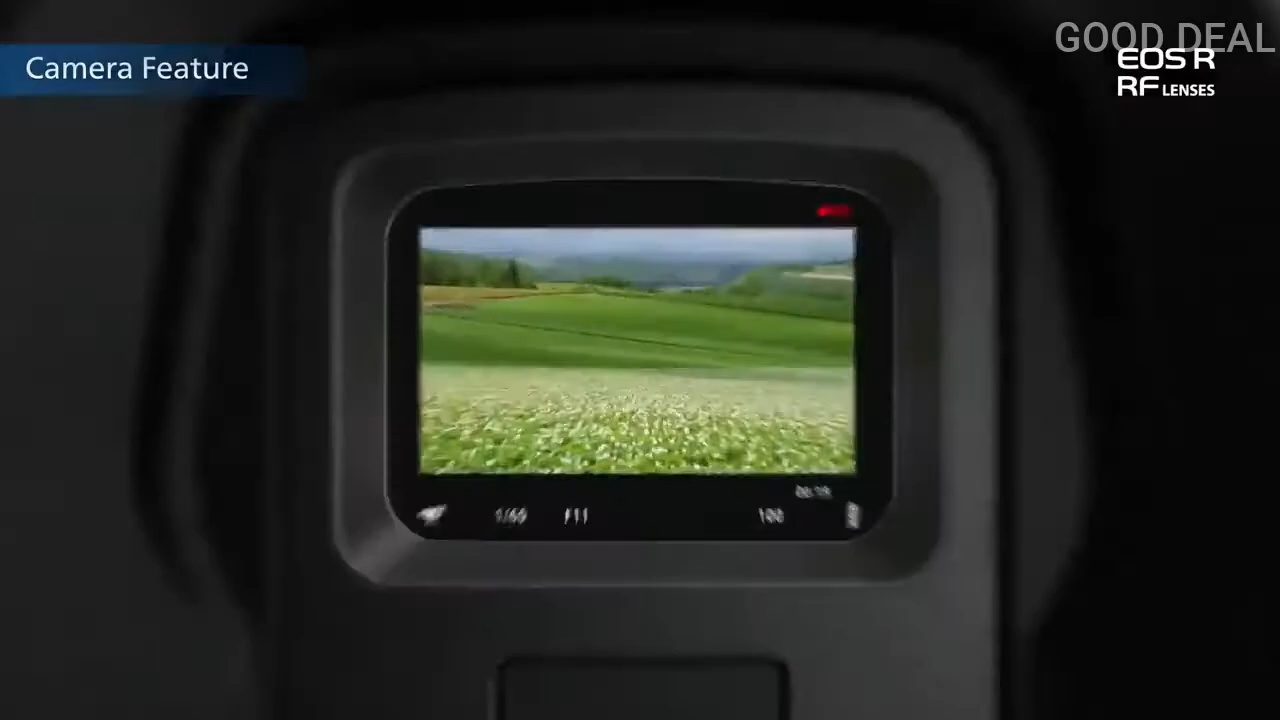 GOOD DEAL
Camera Feature
EOS R
RF LENSES
1/60 F11 100